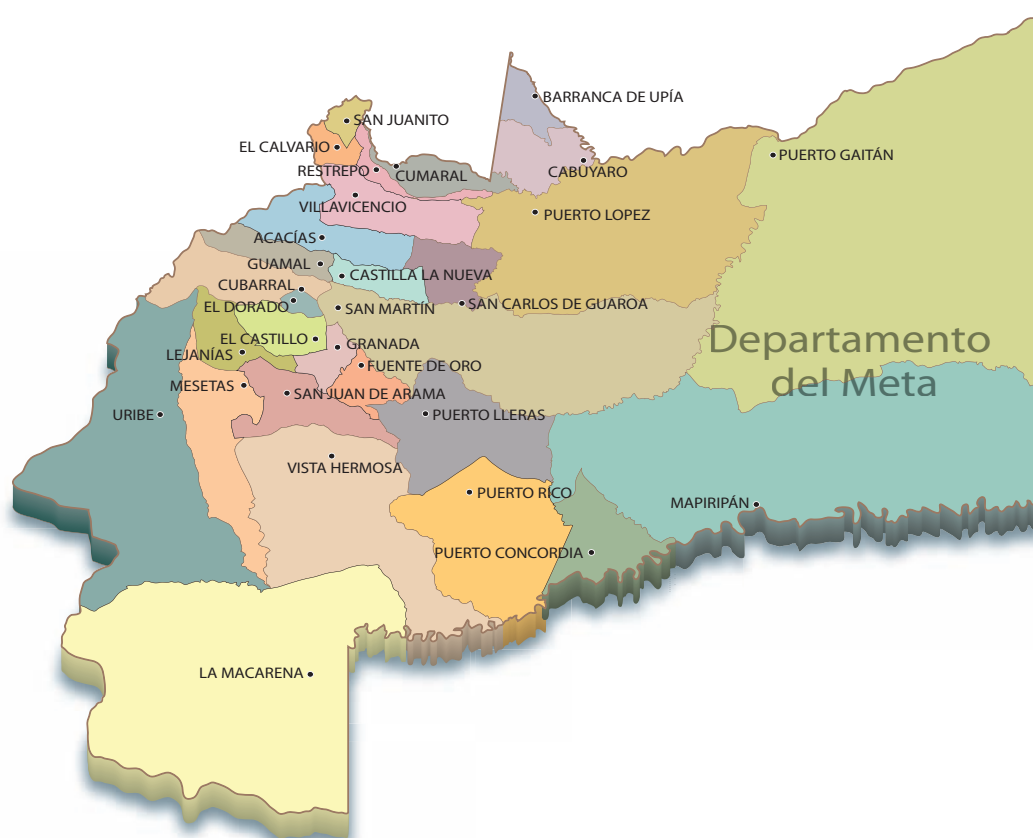 BARRANCA DE UPÍA
SAN JUANITO
EL CALVARIO
PUERTO GAITÁN
RESTREPO
CUMARAL
CABUYARO
VILLAVICENCIO
PUERTO LOPEZ
ACACÍAS
GUAMAL
CASTILLA LA NUEVA
CUBARRAL
EL DORADO
SAN MARTÍN
SAN CARLOS DE GUAROA
EL CASTILLO
GRANADA
Departamento
del Meta
LEJANÍAS
FUENTE DE ORO
MESETAS
SAN JUAN DE ARAMA
URIBE
PUERTO LLERAS
VISTA HERMOSA
PUERTO RICO
MAPIRIPÁN
PUERTO CONCORDIA
LA MACARENA